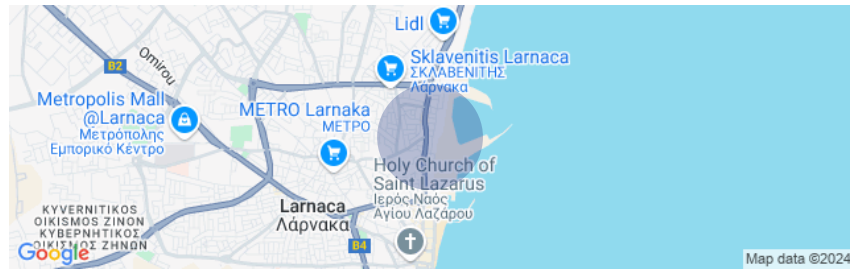 Lidl
B2
Omirou
Sklavenitis Larnaca
ΣΚΛΑΒΕΝΙΤΗΣ
Λάρνακα
Metropolis Mall
@Larnaca
Μετρόπολης
Εμπορικό Κέντρο
METRO Larnaka
ΜΕΤΡΟ
Holy Church of
Saint Lazarus
Ιερός Ναός
Αγίου Λαζάρου
KYVERNITIKOS
OIKISMOS ZINON
ΚΥΒΕΡΝΗΤΙΚΟΣ
ΟΙΚΙΣΜΟΣ ΖΗΝΩΝ
Larnaca
Λάρνακα
B4
Google
Map data ©2024